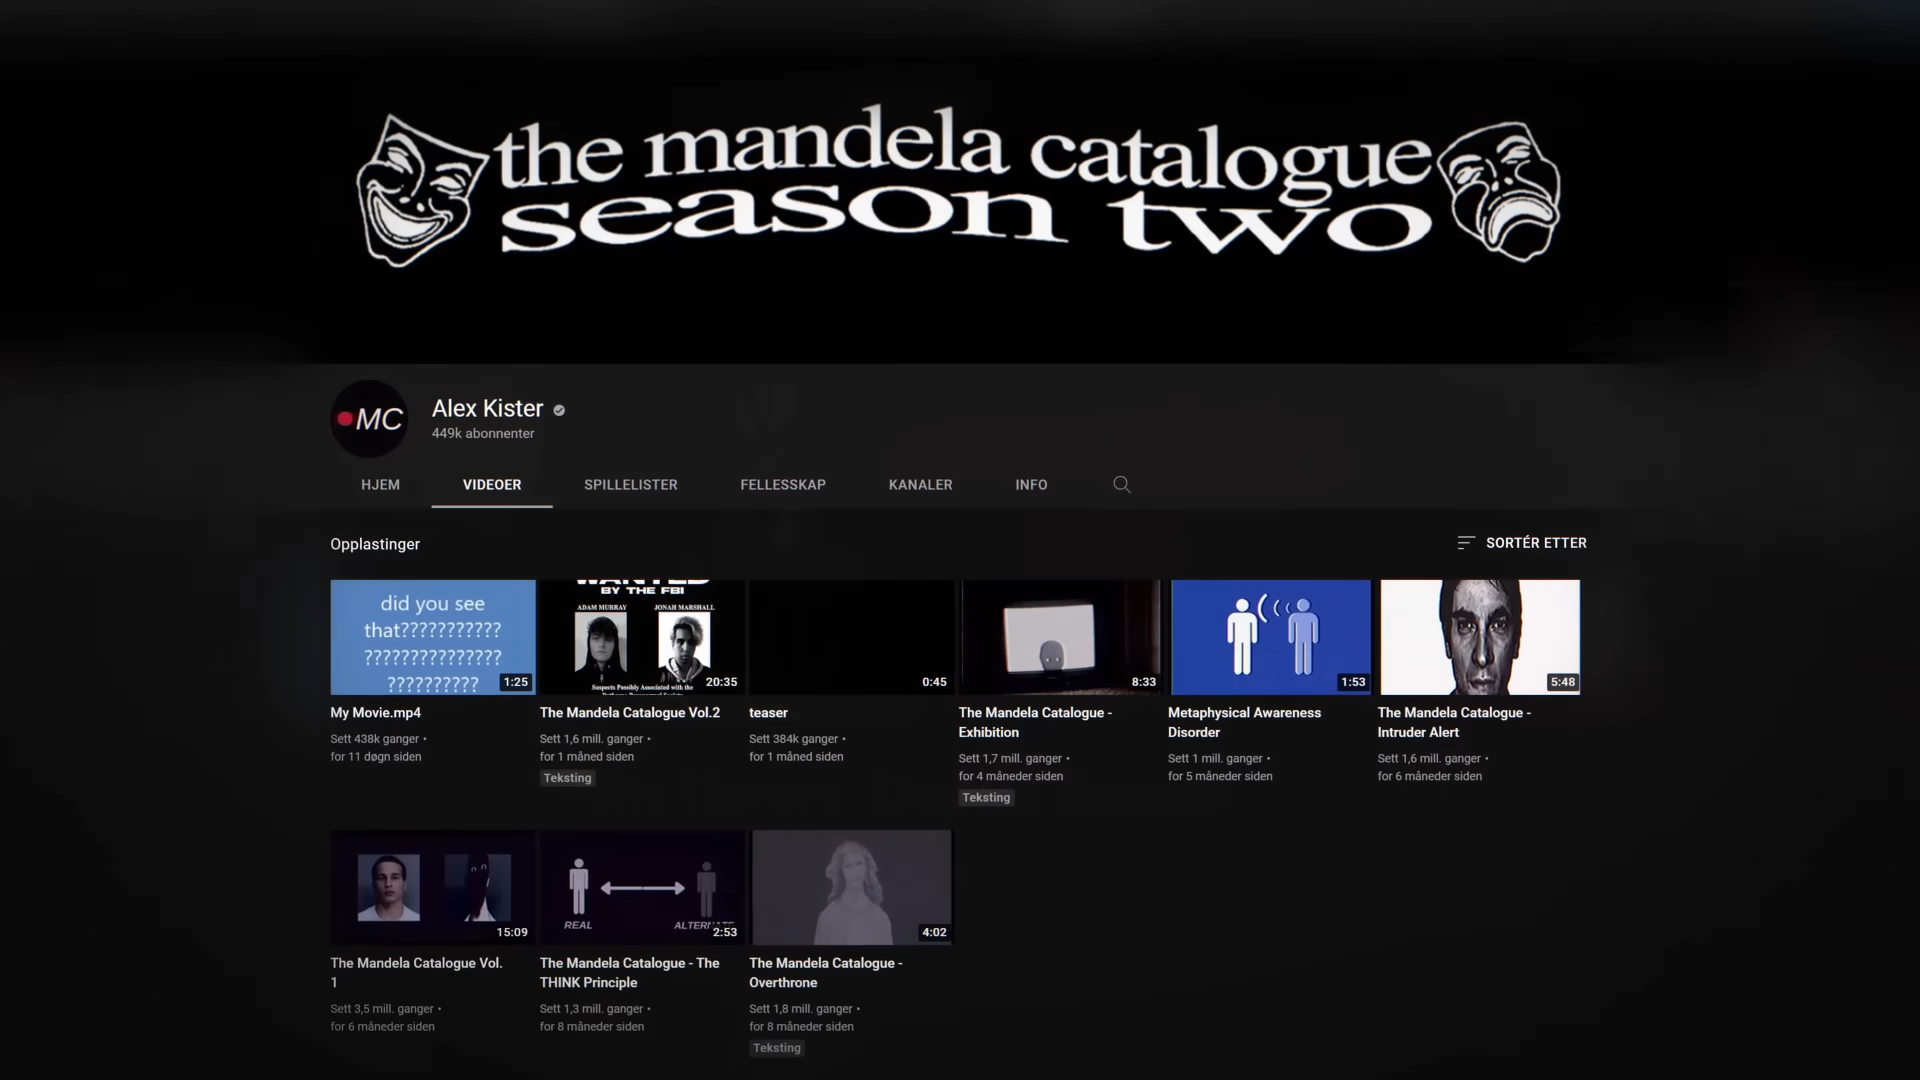 the mandela catalogue
season two
MC
Alex Kister
449k abonnenter
HJEM VIDEOER SPILLELISTER FELLESSKAP KANALER INFO
Opplastinger
SORTÉR ETTER
did you see
that???????????
???????????????
??????????
1:25
My Movie.mp4
Sett 438k ganger •
for 11 døgn siden
WANTED
BY THE FBI
ADAM MURRAY JONAH MARSHALL
Suspects Possibly Associated with the
20:35
The Mandela Catalogue Vol.2
Sett 1,6 mill. ganger •
for 1 måned siden
Teksting
0:45
teaser
Sett 384k ganger •
for 1 måned siden
8:33
The Mandela Catalogue -
Exhibition
Sett 1,7 mill. ganger •
for 4 måneder siden
Teksting
1:53
Metaphysical Awareness
Disorder
Sett 1 mill. ganger •
for 5 måneder siden
5:48
The Mandela Catalogue -
Intruder Alert
Sett 1,6 mill. ganger •
for 6 måneder siden
15:09
The Mandela Catalogue Vol.
1
Sett 3,5 mill. ganger •
for 6 måneder siden
REAL
2:53
The Mandela Catalogue - The
THINK Principle
Sett 1,3 mill. ganger •
for 8 måneder siden
4:02
The Mandela Catalogue -
Overthrone
Sett 1,8 mill. ganger •
for 8 måneder siden
Teksting